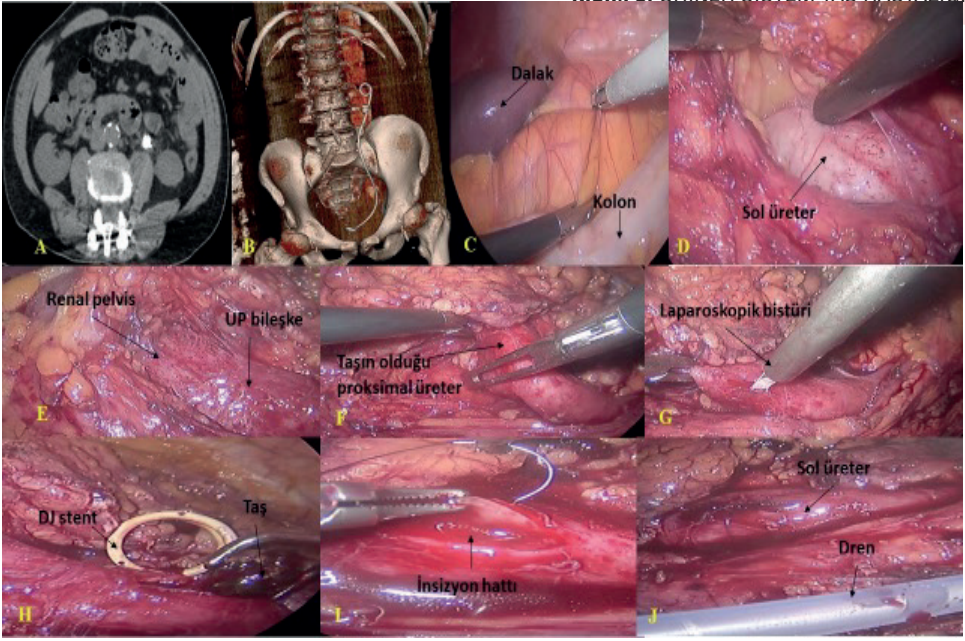 A
B
Dalak
Kolon
C
Sol üreter
D
Renal pelvis
UP bileşke
E
Taşın olduğu
proksimal üreter
F
Laparoskopik bistüri
G
DJ stent
Taş
H
İnsizyon hattı
I
Sol üreter
Dren
J